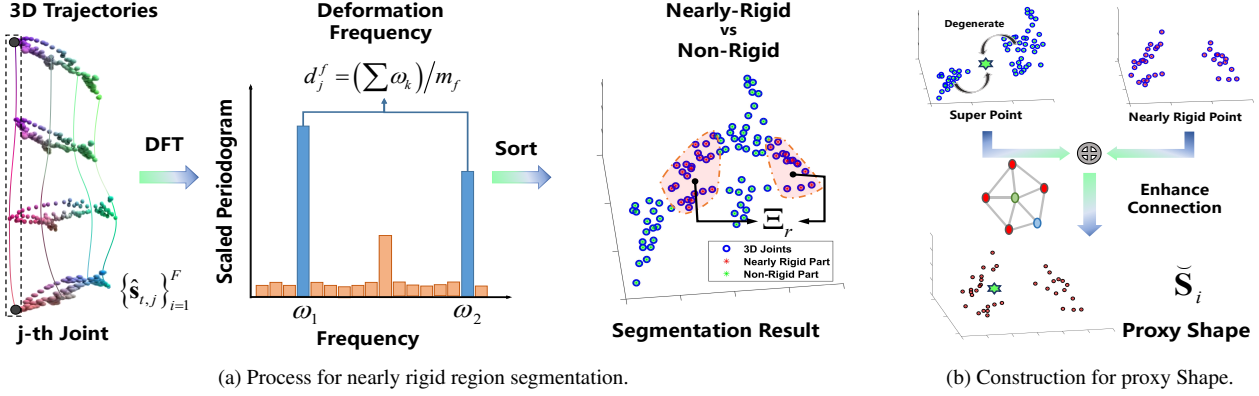 3D Trajectories
DFT
{ŝ_{t,j}}_{i=1}^{F}
j-th Joint
Deformation
Frequency
d_j^f = (∑ ω_k)/m_f
Scaled Periodogram
ω_1
ω_2
Frequency
Sort
Nearly-Rigid
vs
Non-Rigid
Ξ_r
3D Joints
Nearly Rigid Part
Non-Rigid Part
Segmentation Result
(a) Process for nearly rigid region segmentation.
Degenerate
Super Point
Nearly Rigid Point
Enhance
Connection
S̆_i
Proxy Shape
(b) Construction for proxy Shape.